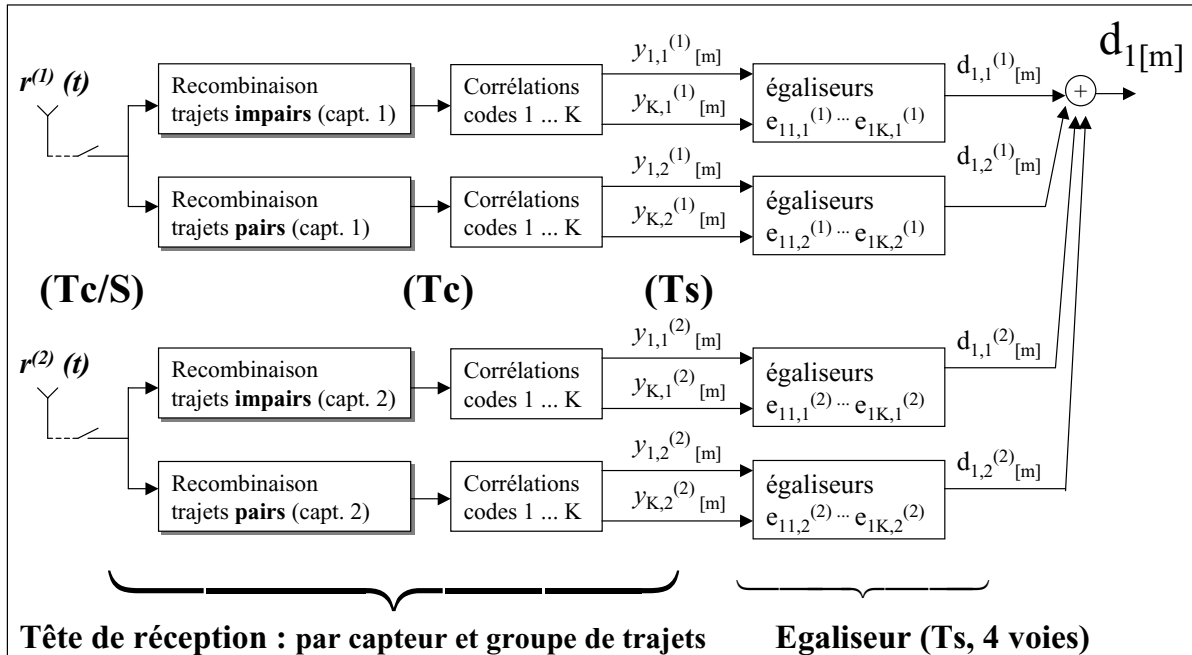 r(1) (t)
Recombinaison
trajets impairs (capt. 1)
Corrélations
codes 1 ... K
y1,1(1)[m]
yK,1(1)[m]
égaliseurs
e11,1(1) ... e1K,1(1)
d1,1(1)[m]
+
d1[m]
Recombinaison
trajets pairs (capt. 1)
Corrélations
codes 1 ... K
y1,2(1)[m]
yK,2(1)[m]
égaliseurs
e11,2(1) ... e1K,2(1)
d1,2(1)[m]
(Tc/S)
(Tc)
(Ts)
r(2) (t)
Recombinaison
trajets impairs (capt. 2)
Corrélations
codes 1 ... K
y1,1(2)[m]
yK,1(2)[m]
égaliseurs
e11,1(2) ... e1K,1(2)
d1,1(2)[m]
Recombinaison
trajets pairs (capt. 2)
Corrélations
codes 1 ... K
y1,2(2)[m]
yK,2(2)[m]
égaliseurs
e11,2(2) ... e1K,2(2)
d1,2(2)[m]
Tête de réception : par capteur et groupe de trajets
Egaliseur (Ts, 4 voies)